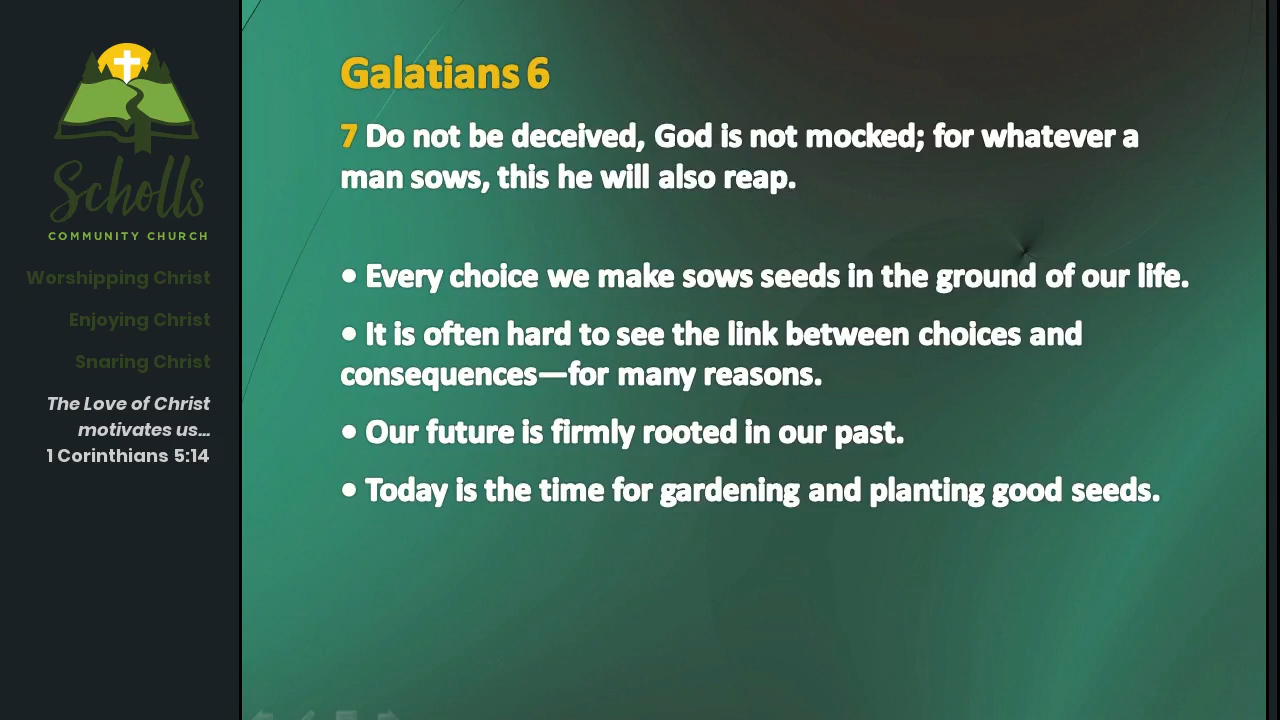 Scholls
COMMUNITY CHURCH
Worshipping Christ
Enjoying Christ
Snaring Christ
The Love of Christ
motivates us...
1 Corinthians 5:14
Galatians 6
7 Do not be deceived, God is not mocked; for whatever a
man sows, this he will also reap.
• Every choice we make sows seeds in the ground of our life.
• It is often hard to see the link between choices and
consequences—for many reasons.
• Our future is firmly rooted in our past.
• Today is the time for gardening and planting good seeds.